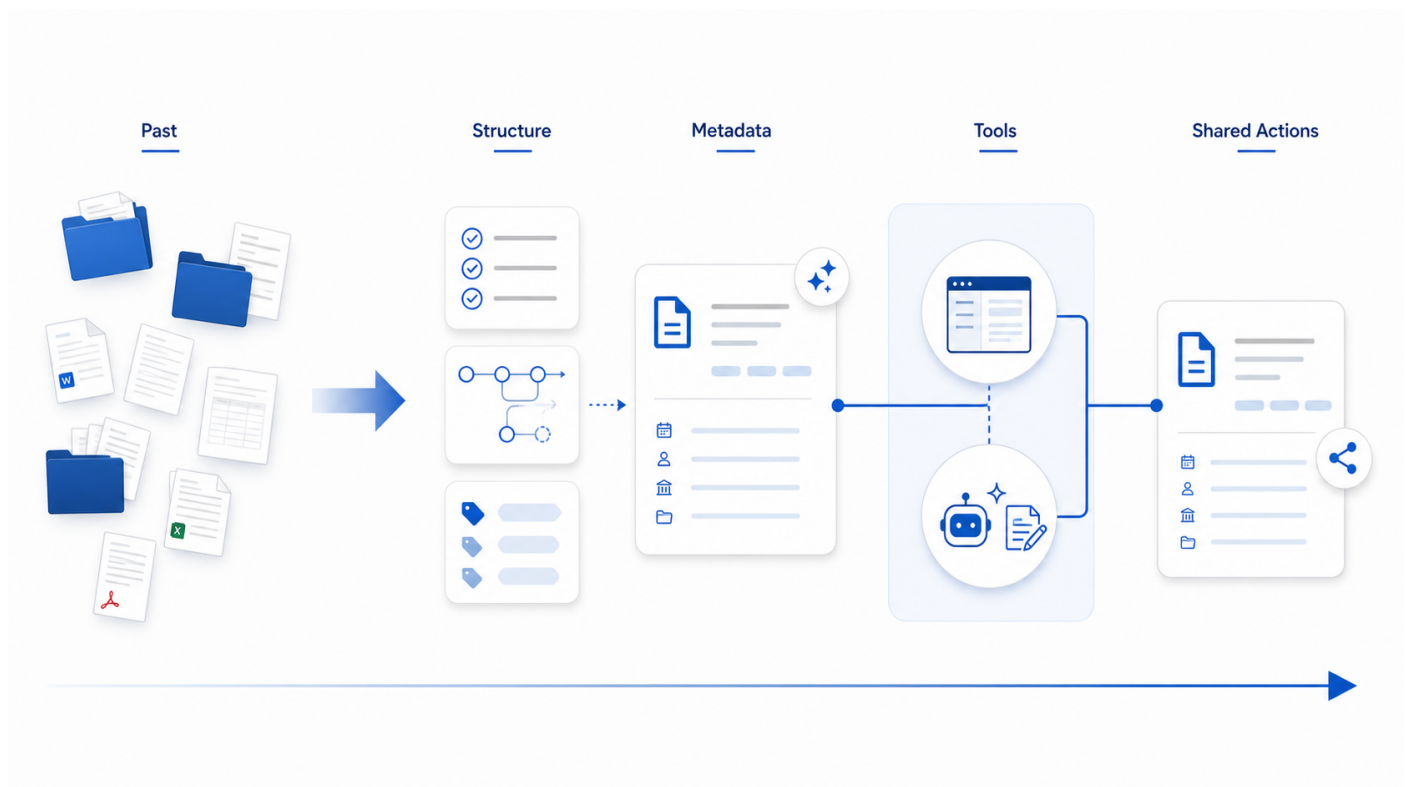 Past
Structure
Metadata
Tools
Shared Actions
W
X